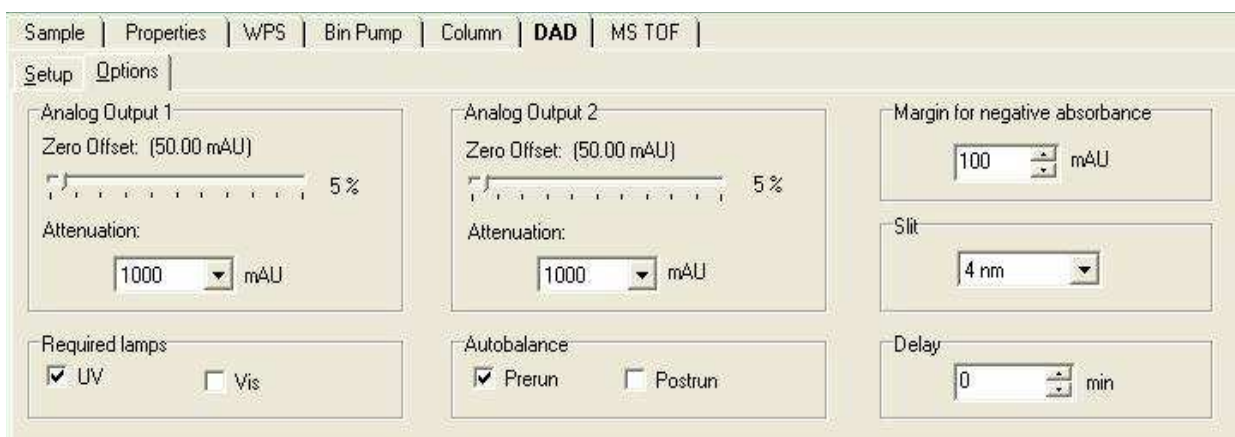 Sample Properties WPS Bin Pump Column DAD MS TOF
Setup Options
Analog Output 1
Zero Offset: (50.00 mAU)
5 %
Attenuation:
1000 mAU
Analog Output 2
Zero Offset: (50.00 mAU)
5 %
Attenuation:
1000 mAU
Margin for negative absorbance
100 mAU
Slit
4 nm
Required lamps
UV Vis
Autobalance
Prerun Postrun
Delay
0 min